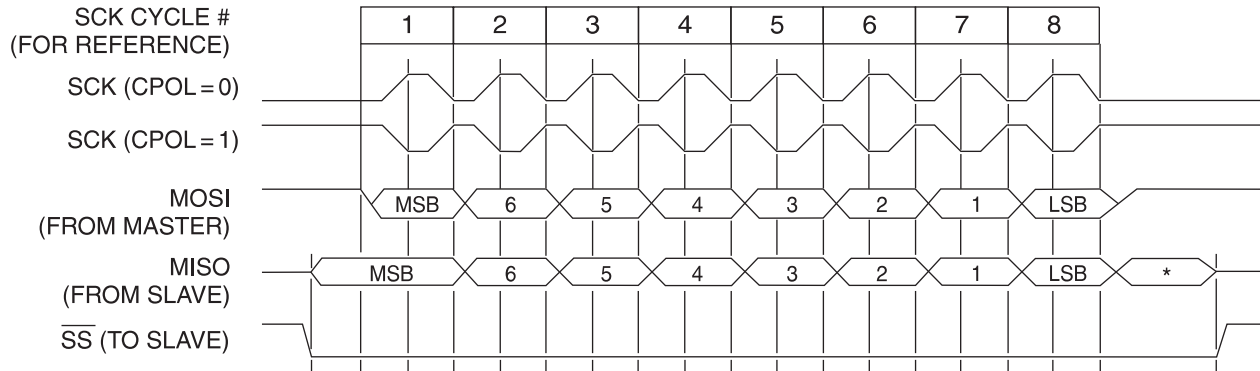 SCK CYCLE #
(FOR REFERENCE)
1 2 3 4 5 6 7 8
SCK (CPOL = 0)
SCK (CPOL = 1)
MOSI
(FROM MASTER)
MSB 6 5 4 3 2 1 LSB
MISO
(FROM SLAVE)
MSB 6 5 4 3 2 1 LSB *
S̅S̅ (TO SLAVE)